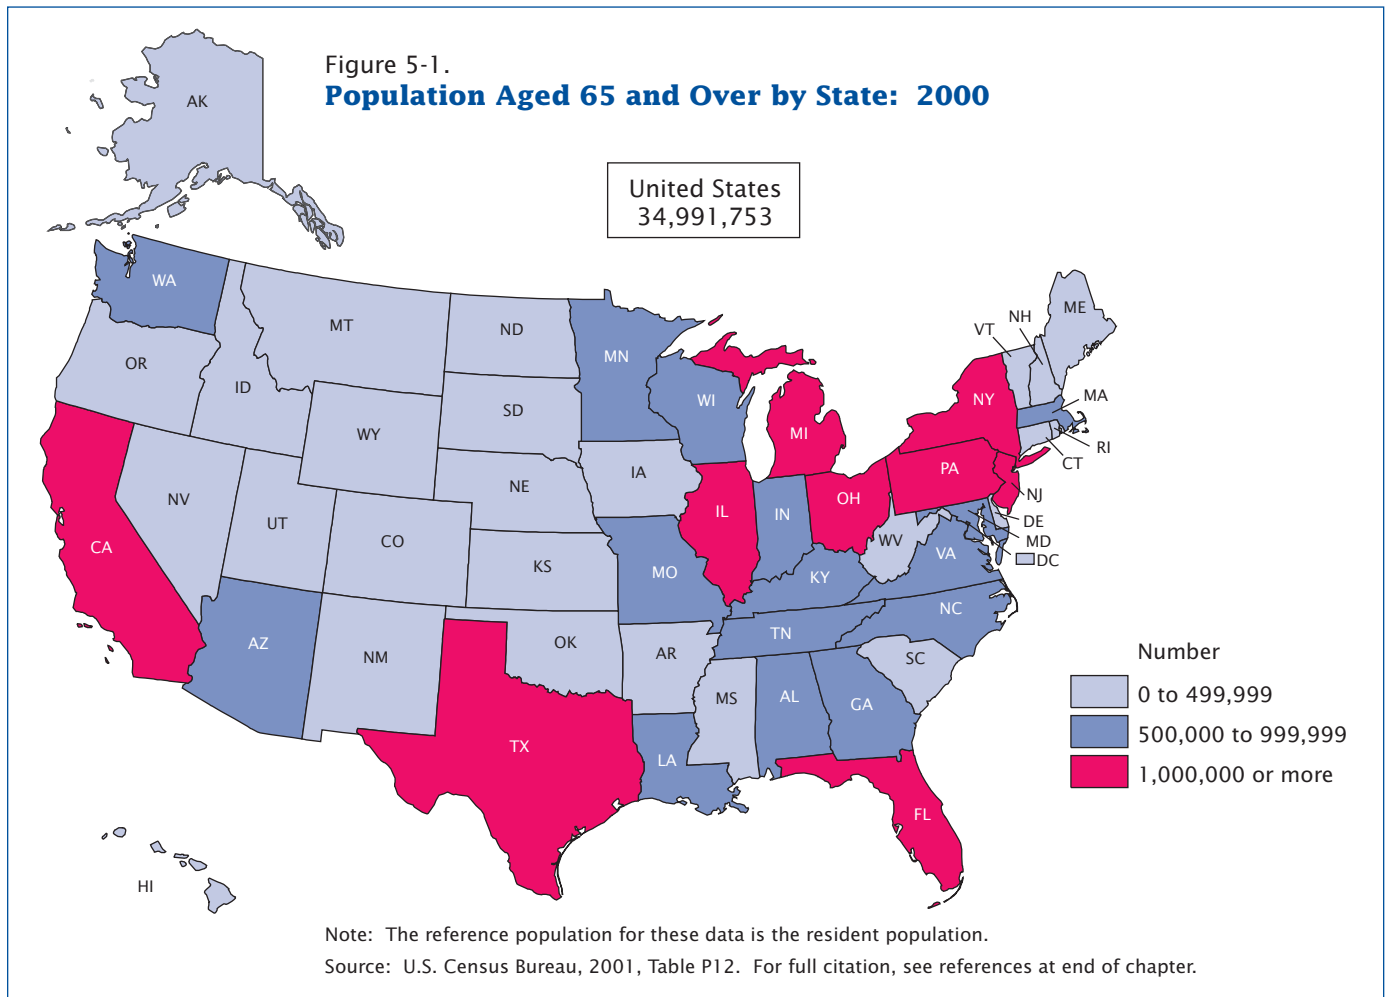 Figure 5-1.
Population Aged 65 and Over by State: 2000
AK
United States
34,991,753
WA
MT
ND
MN
VT
NH
ME
OR
ID
SD
WI
NY
MA
WY
MI
RI
IA
PA
CT
NV
NE
OH
NJ
UT
IL
IN
DE
CA
CO
WV
MD
VA
DC
KS
MO
KY
NC
AZ
NM
OK
TN
AR
SC
MS
AL
GA
TX
LA
FL
HI
Number
0 to 499,999
500,000 to 999,999
1,000,000 or more
Note: The reference population for these data is the resident population.
Source: U.S. Census Bureau, 2001, Table P12. For full citation, see references at end of chapter.